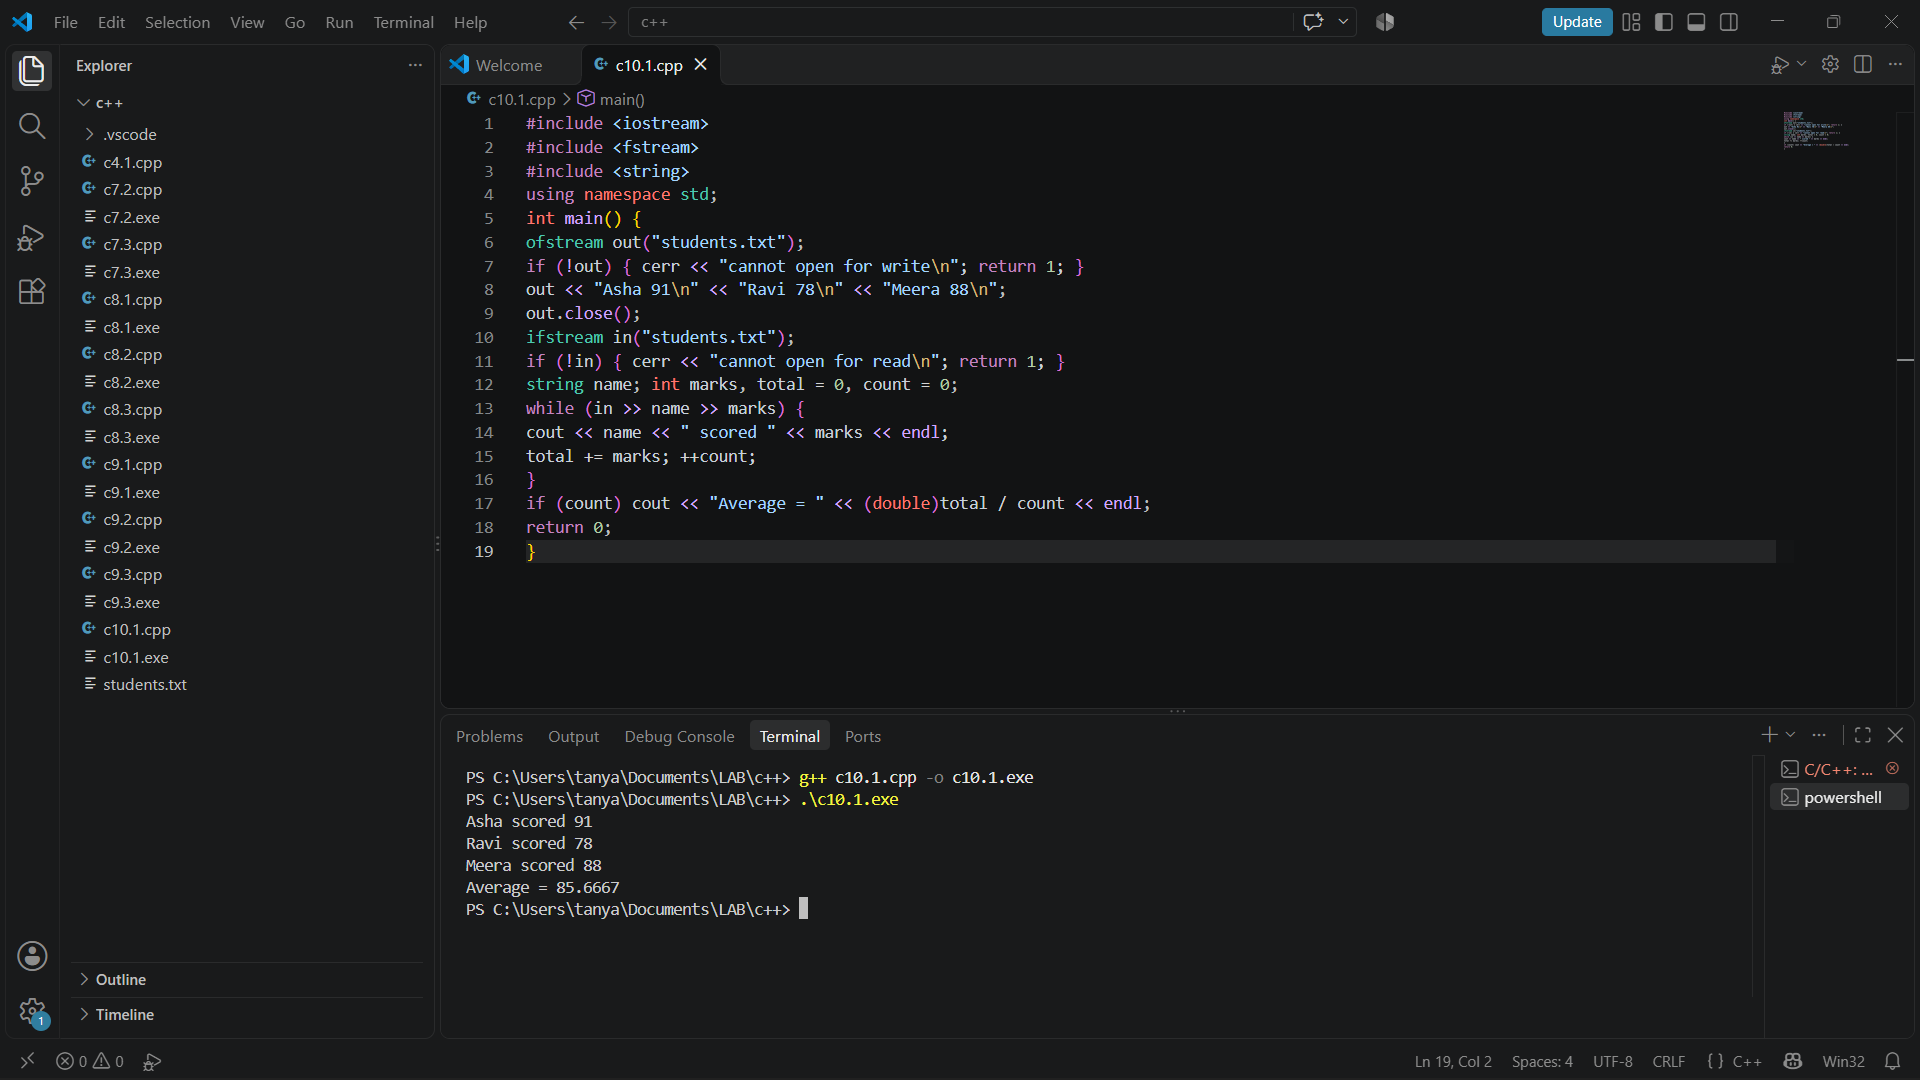 File Edit Selection View Go Run Terminal Help
c++
Update
Explorer
c++
.vscode
c4.1.cpp
c7.2.cpp
c7.2.exe
c7.3.cpp
c7.3.exe
c8.1.cpp
c8.1.exe
c8.2.cpp
c8.2.exe
c8.3.cpp
c8.3.exe
c9.1.cpp
c9.1.exe
c9.2.cpp
c9.2.exe
c9.3.cpp
c9.3.exe
c10.1.cpp
c10.1.exe
students.txt
Outline
Timeline
1
Welcome c10.1.cpp
c10.1.cpp > main()
1 #include <iostream>
2 #include <fstream>
3 #include <string>
4 using namespace std;
5 int main() {
6 ofstream out("students.txt");
7 if (!out) { cerr << "cannot open for write\n"; return 1; }
8 out << "Asha 91\n" << "Ravi 78\n" << "Meera 88\n";
9 out.close();
10 ifstream in("students.txt");
11 if (!in) { cerr << "cannot open for read\n"; return 1; }
12 string name; int marks, total = 0, count = 0;
13 while (in >> name >> marks) {
14 cout << name << " scored " << marks << endl;
15 total += marks; ++count;
16 }
17 if (count) cout << "Average = " << (double)total / count << endl;
18 return 0;
19 }
Problems Output Debug Console Terminal Ports
PS C:\Users\tanya\Documents\LAB\c++> g++ c10.1.cpp -o c10.1.exe
PS C:\Users\tanya\Documents\LAB\c++> .\c10.1.exe
Asha scored 91
Ravi scored 78
Meera scored 88
Average = 85.6667
PS C:\Users\tanya\Documents\LAB\c++>
C/C++: ...
powershell
0 0
Ln 19, Col 2 Spaces: 4 UTF-8 CRLF {} C++ Win32